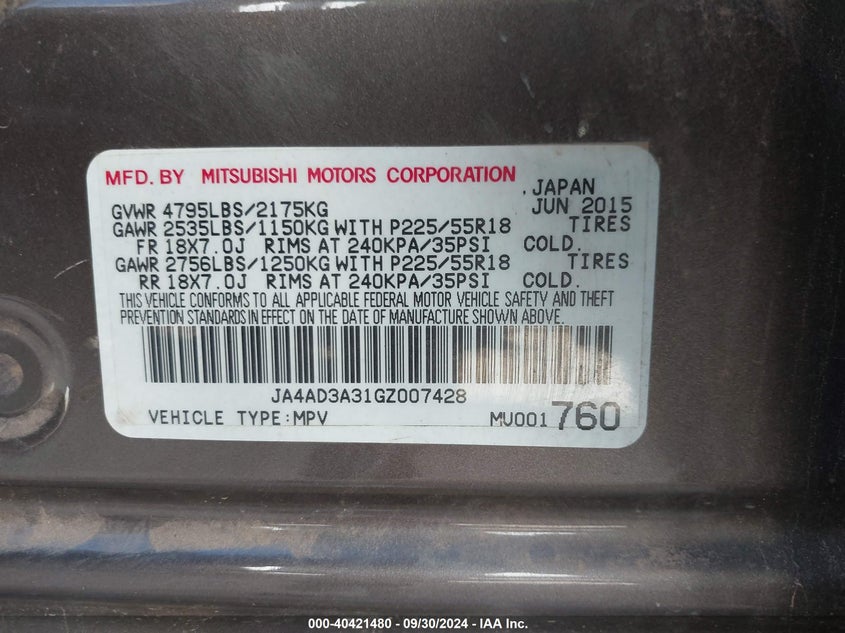 MFD. BY MITSUBISHI MOTORS CORPORATION
, JAPAN
GVWR 4795LBS/2175KG JUN 2015
GAWR 2535LBS/1150KG WITH P225/55R18 TIRES
FR 18X7.0J RIMS AT 240KPA/35PSI COLD.
GAWR 2756LBS/1250KG WITH P225/55R18 TIRES
RR 18X7.0J RIMS AT 240KPA/35PSI COLD.
THIS VEHICLE CONFORMS TO ALL APPLICABLE FEDERAL MOTOR VEHICLE SAFETY AND THEFT
PREVENTION STANDARDS IN EFFECT ON THE DATE OF MANUFACTURE SHOWN ABOVE.
JA4AD3A31GZ007428
VEHICLE TYPE:MPV MU001 760
000-40421480 - 09/30/2024 - IAA Inc.